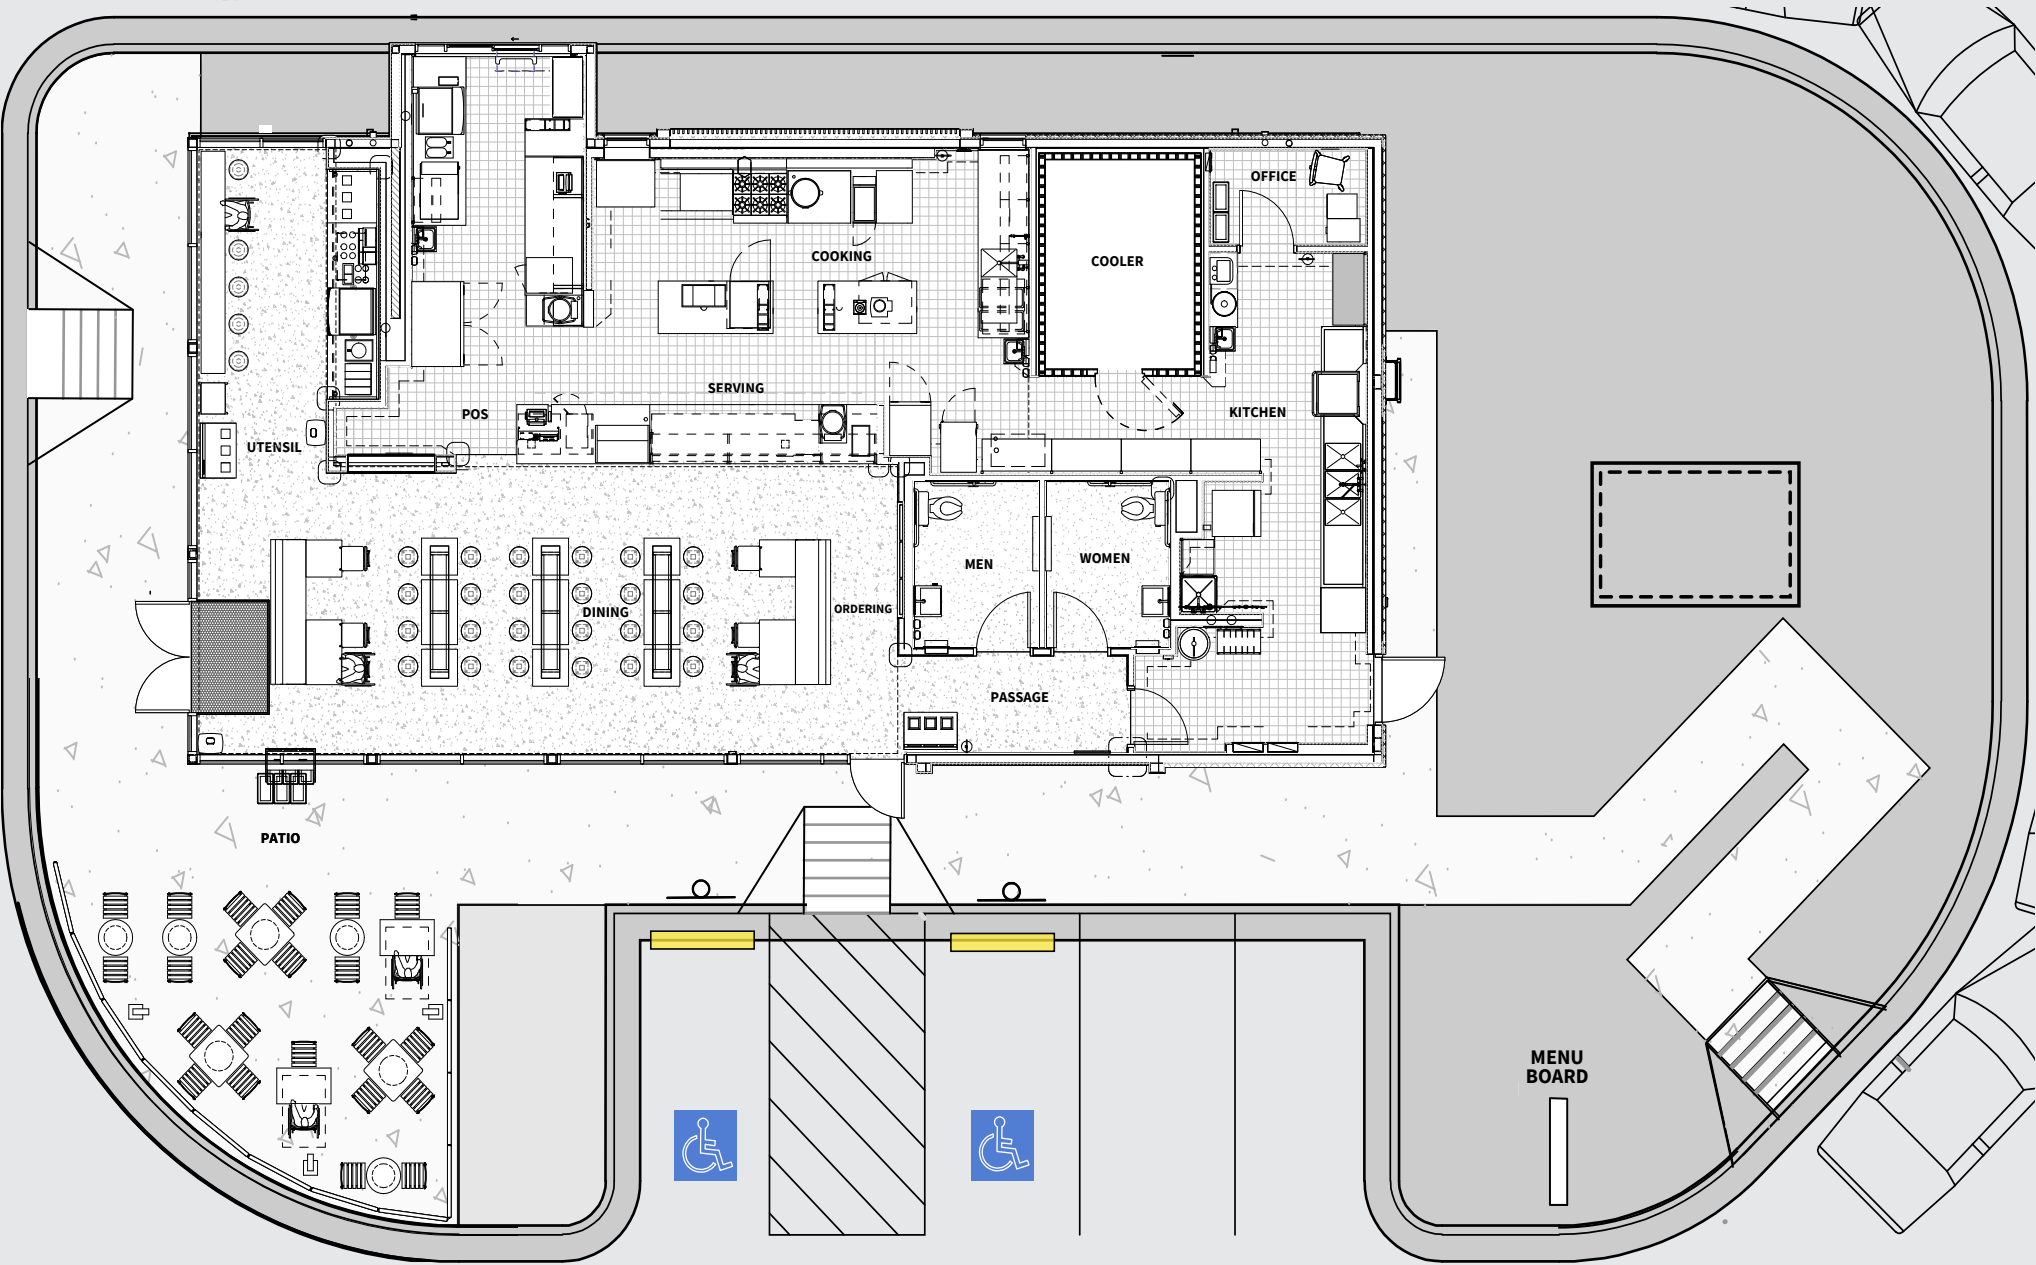 OFFICE
COOKING
COOLER
SERVING
POS
KITCHEN
UTENSIL
MEN
WOMEN
DINING
ORDERING
PASSAGE
PATIO
MENU
BOARD